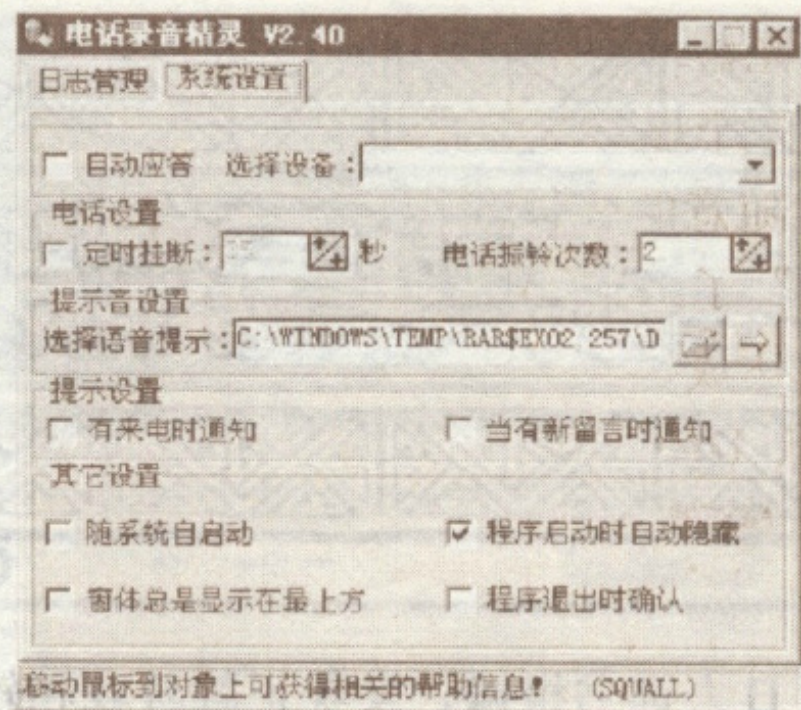 电话录音精灵 V2.40
日志管理 系统设置
自动应答 选择设备：
电话设置
定时挂断： 秒 电话振铃次数：2
提示音设置
选择语音提示：C:\WINDOWS\TEMP\RAR$EX02.257\D
提示设置
有来电时通知 当有新留言时通知
其它设置
随系统自启动 程序启动时自动隐藏
窗体总是显示在最上方 程序退出时确认
移动鼠标到对象上可获得相关的帮助信息！ (SQUALL)